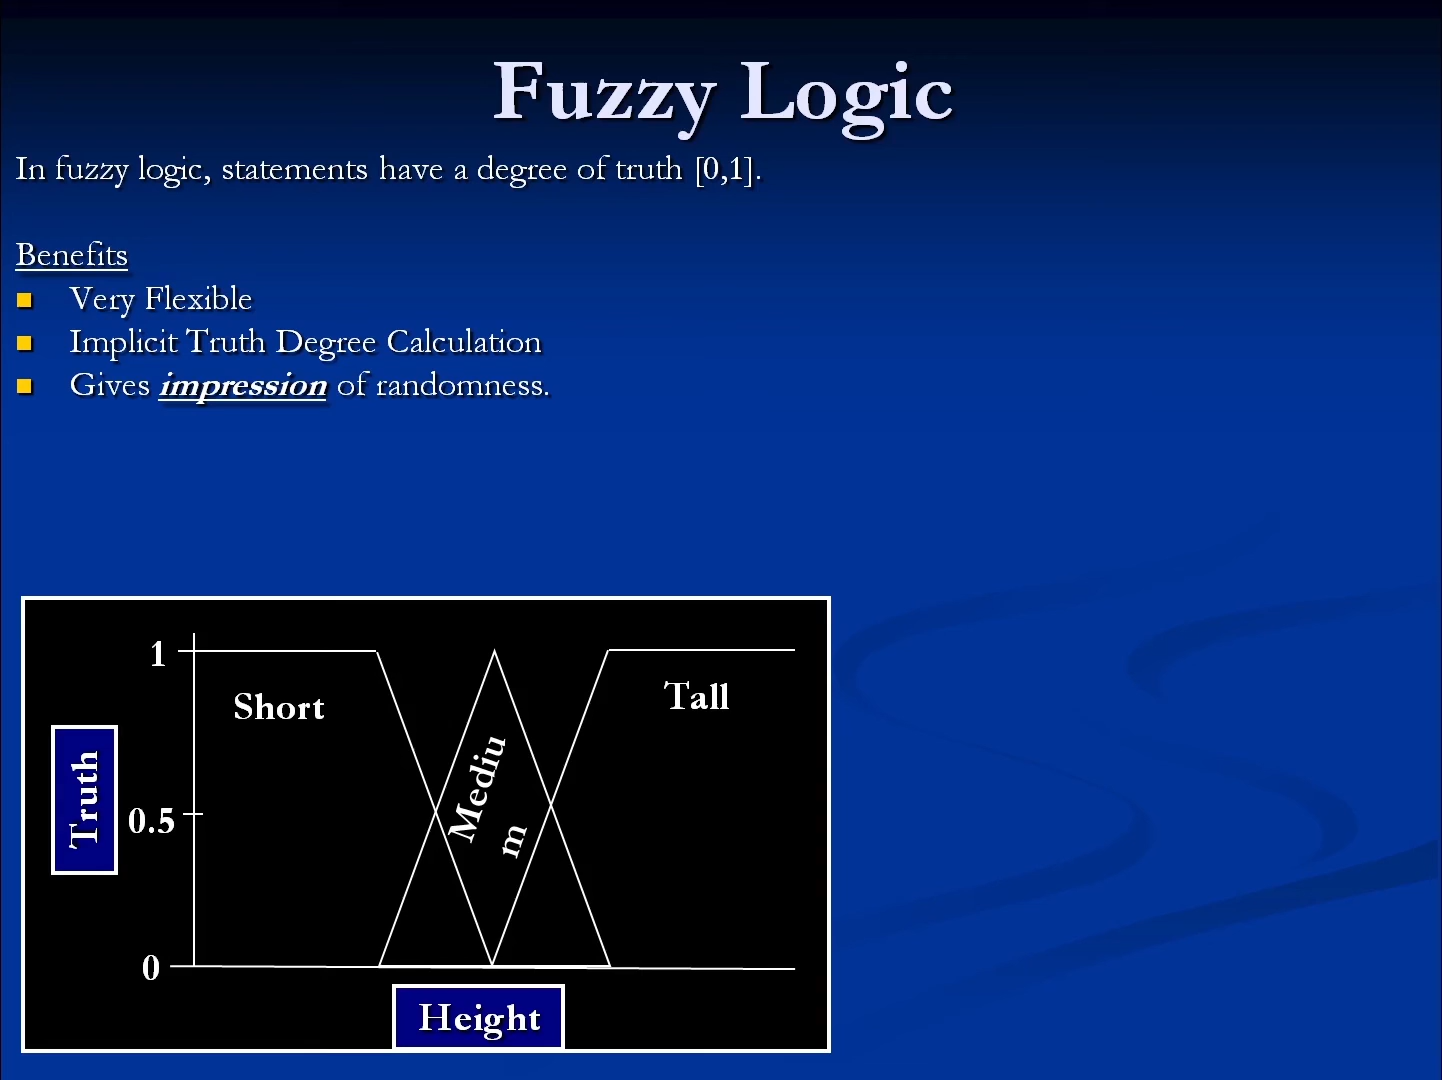 Fuzzy Logic
In fuzzy logic, statements have a degree of truth [0,1].
Benefits
Very Flexible
Implicit Truth Degree Calculation
Gives impression of randomness.
1
Short
Tall
Mediu
m
Truth
0.5
0
Height